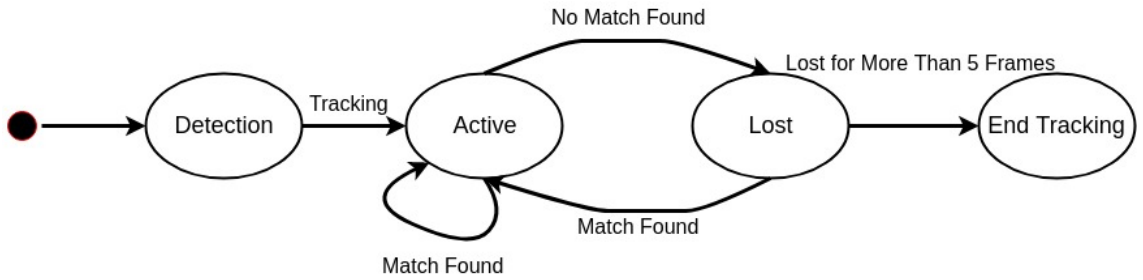 No Match Found
Lost for More Than 5 Frames
Tracking
Detection
Active
Lost
End Tracking
Match Found
Match Found